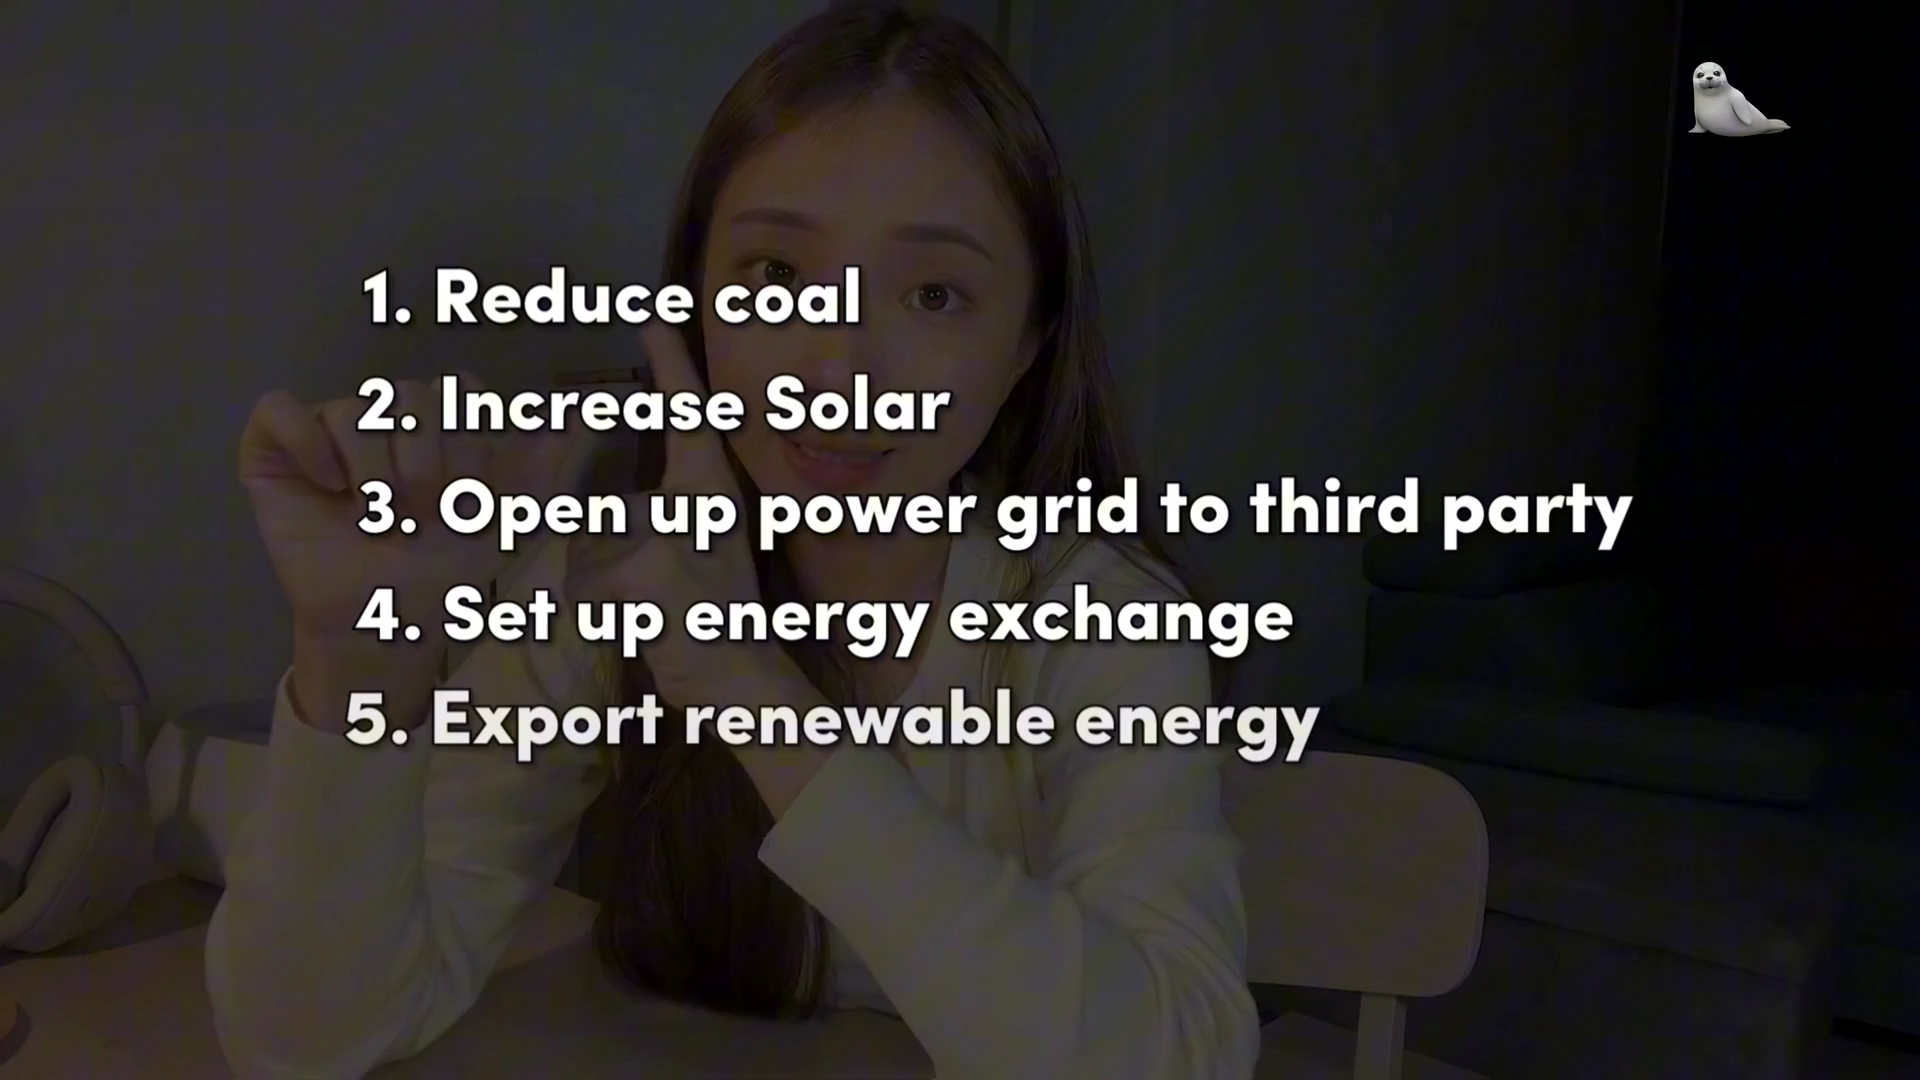 1. Reduce coal
2. Increase Solar
3. Open up power grid to third party
4. Set up energy exchange
5. Export renewable energy